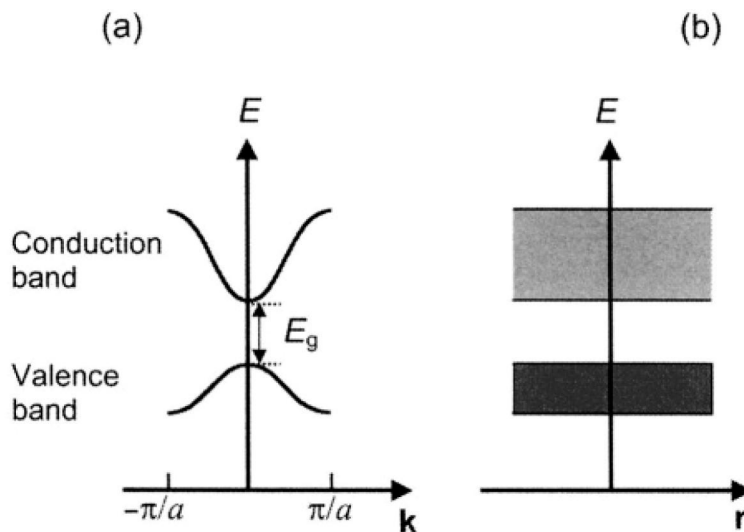 (a)
(b)
E
E
Conduction
band
E_g
Valence
band
−π/a
π/a
k
r